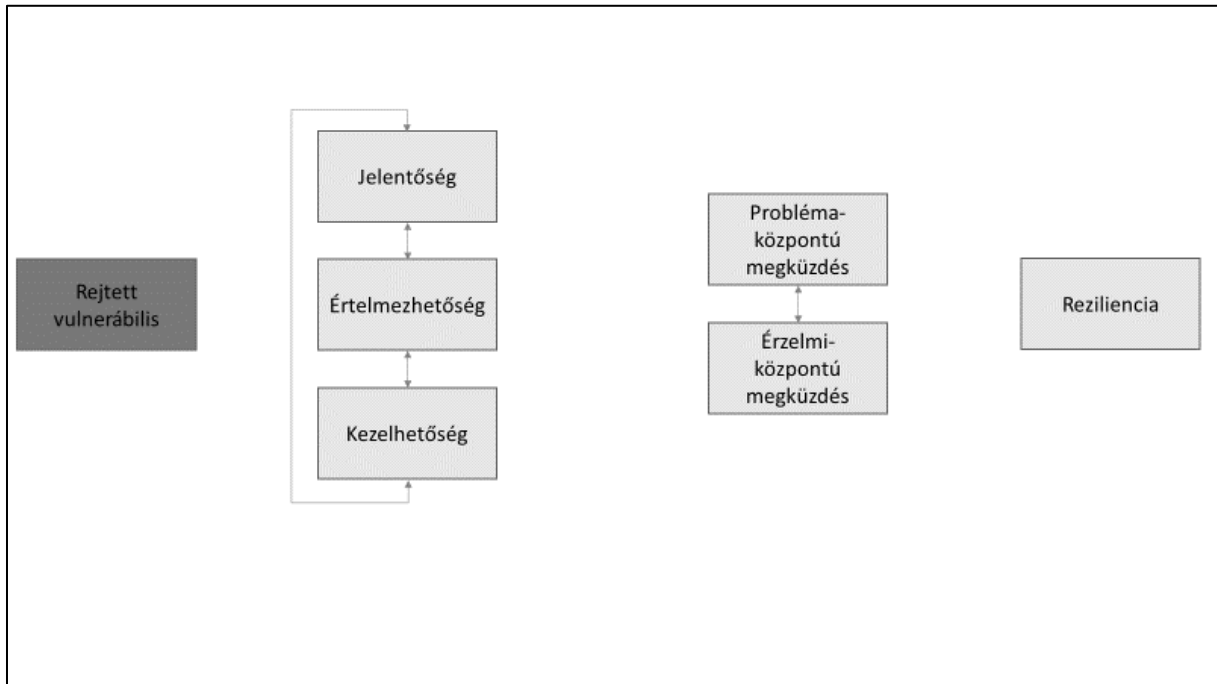 Rejtett
vulnerábilis
Jelentőség
Értelmezhetőség
Kezelhetőség
Probléma-
központú
megküzdés
Érzelmi-
központú
megküzdés
Reziliencia